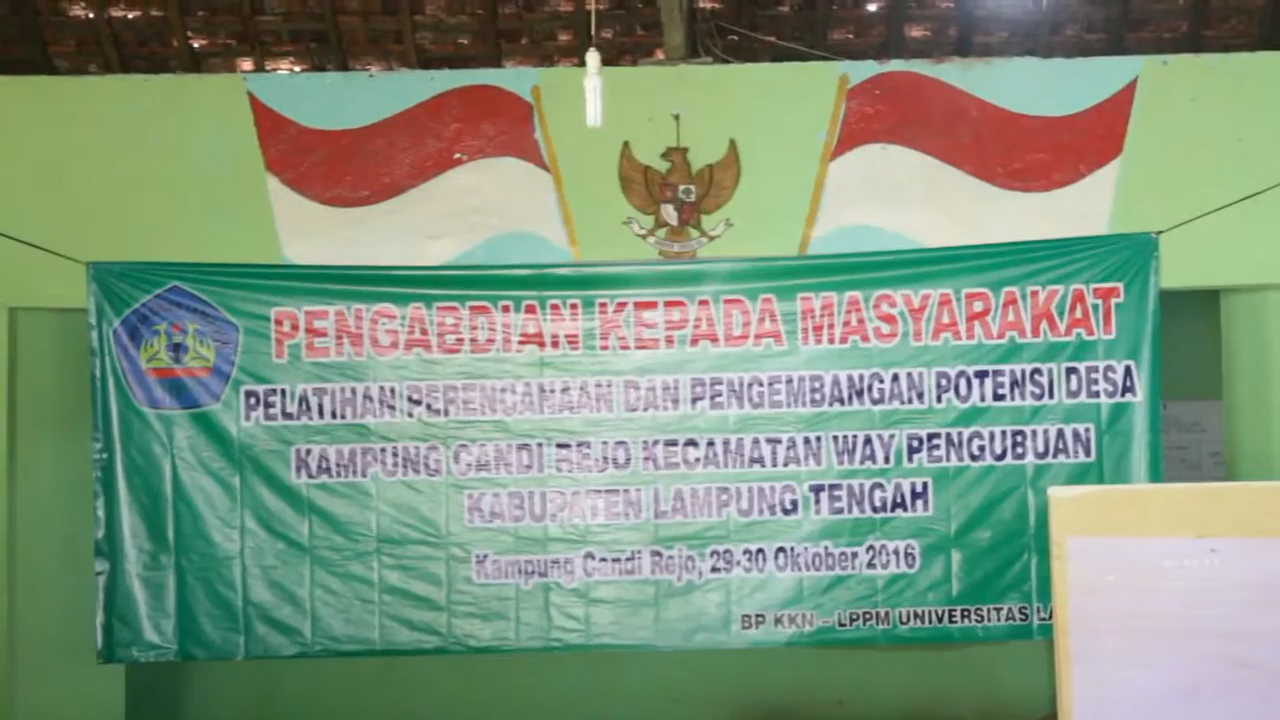 PENGABDIAN KEPADA MASYARAKAT
PELATIHAN PERENCANAAN DAN PENGEMBANGAN POTENSI DESA
KAMPUNG CANDI REJO KECAMATAN WAY PENGUBUAN
KABUPATEN LAMPUNG TENGAH
Kampung Candi Rejo, 29-30 Oktober 2016
BP KKN - LPPM UNIVERSITAS LA